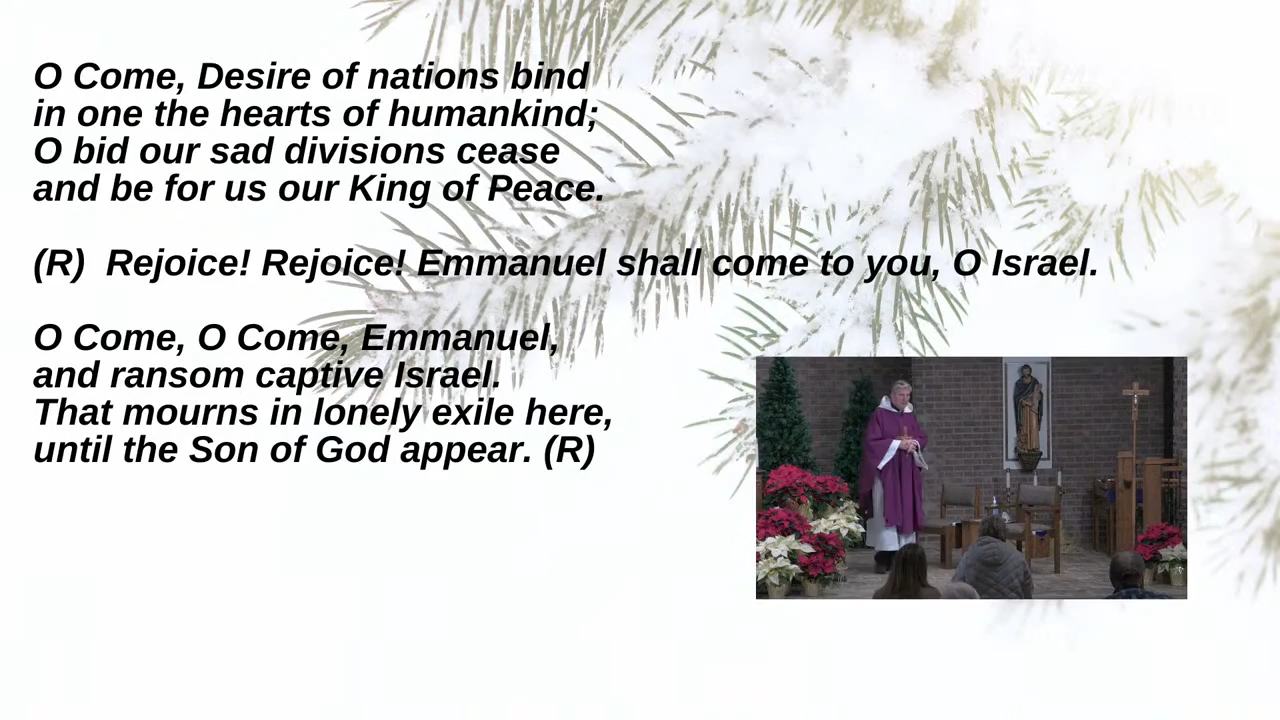 O Come, Desire of nations bind
in one the hearts of humankind;
O bid our sad divisions cease
and be for us our King of Peace.
(R)  Rejoice! Rejoice! Emmanuel shall come to you, O Israel.
O Come, O Come, Emmanuel,
and ransom captive Israel.
That mourns in lonely exile here,
until the Son of God appear. (R)